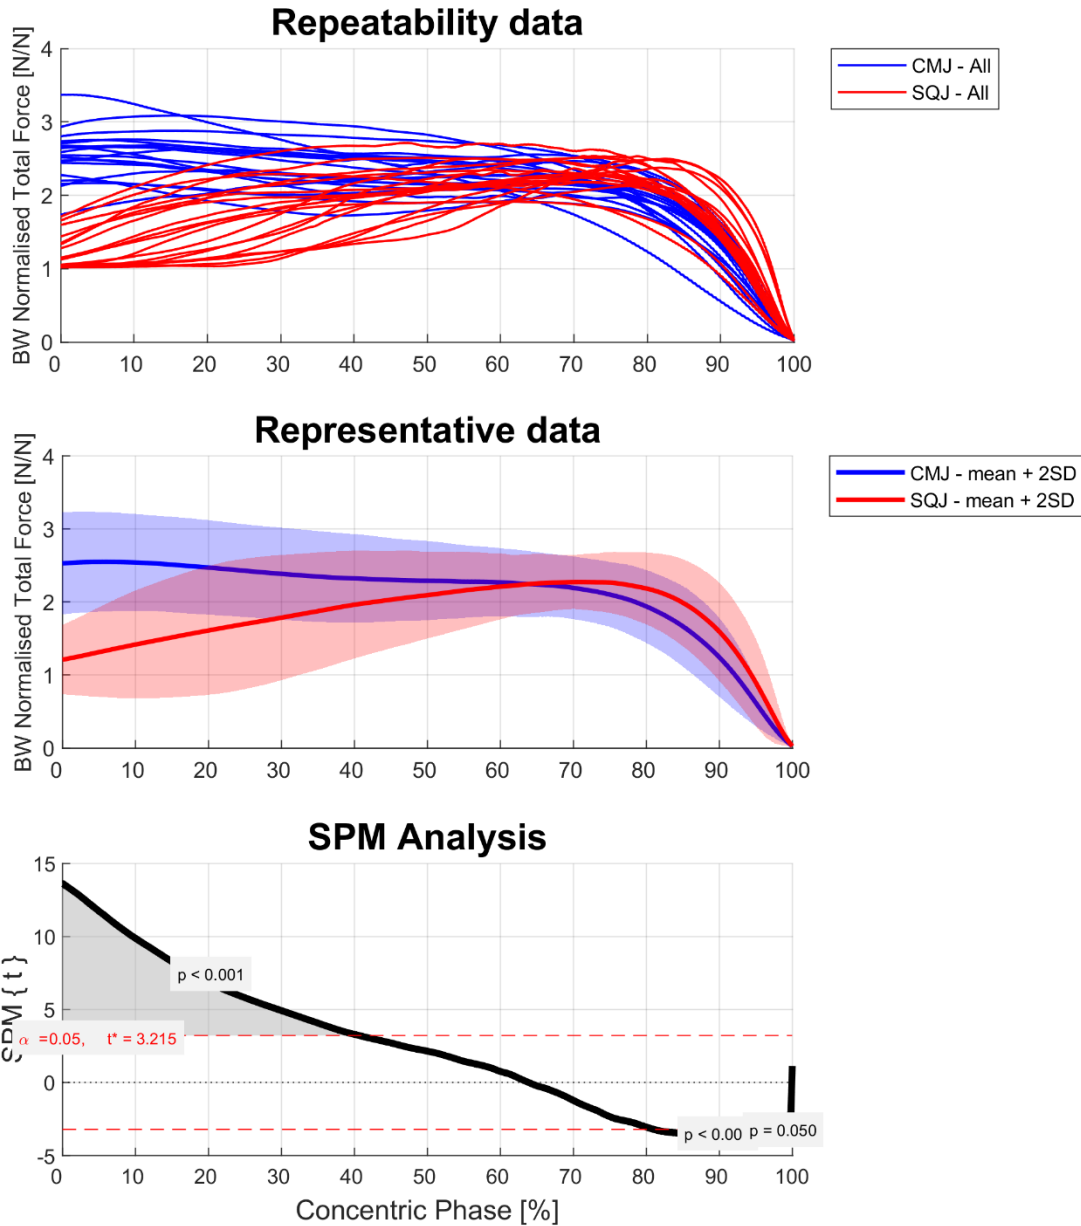 Repeatability data
4
3
2
1
0
BW Normalised Total Force [N/N]
0 10 20 30 40 50 60 70 80 90 100
CMJ - All
SQJ - All
Representative data
4
3
2
1
0
BW Normalised Total Force [N/N]
0 10 20 30 40 50 60 70 80 90 100
CMJ - mean + 2SD
SQJ - mean + 2SD
SPM Analysis
15
10
5
0
-5
SPM { t }
p < 0.001
α =0.05, t* = 3.215
p < 0.00
p = 0.050
0 10 20 30 40 50 60 70 80 90 100
Concentric Phase [%]